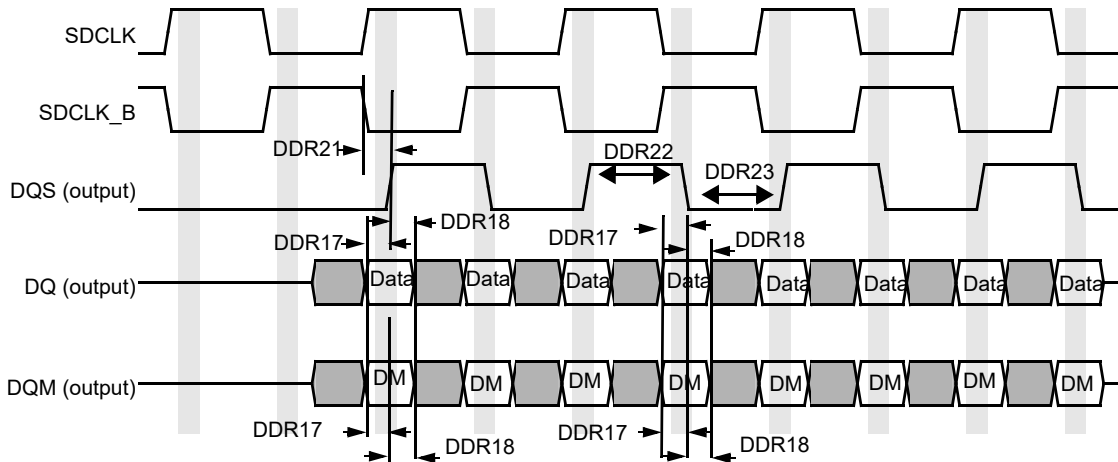 SDCLK
SDCLK_B
DDR21
DDR22
DDR23
DQS (output)
DDR18
DDR17
DDR17
DDR18
DQ (output)
Data Data Data Data Data Data Data Data
DQM (output)
DM DM DM DM DM DM DM DM
DDR17
DDR18
DDR17
DDR18